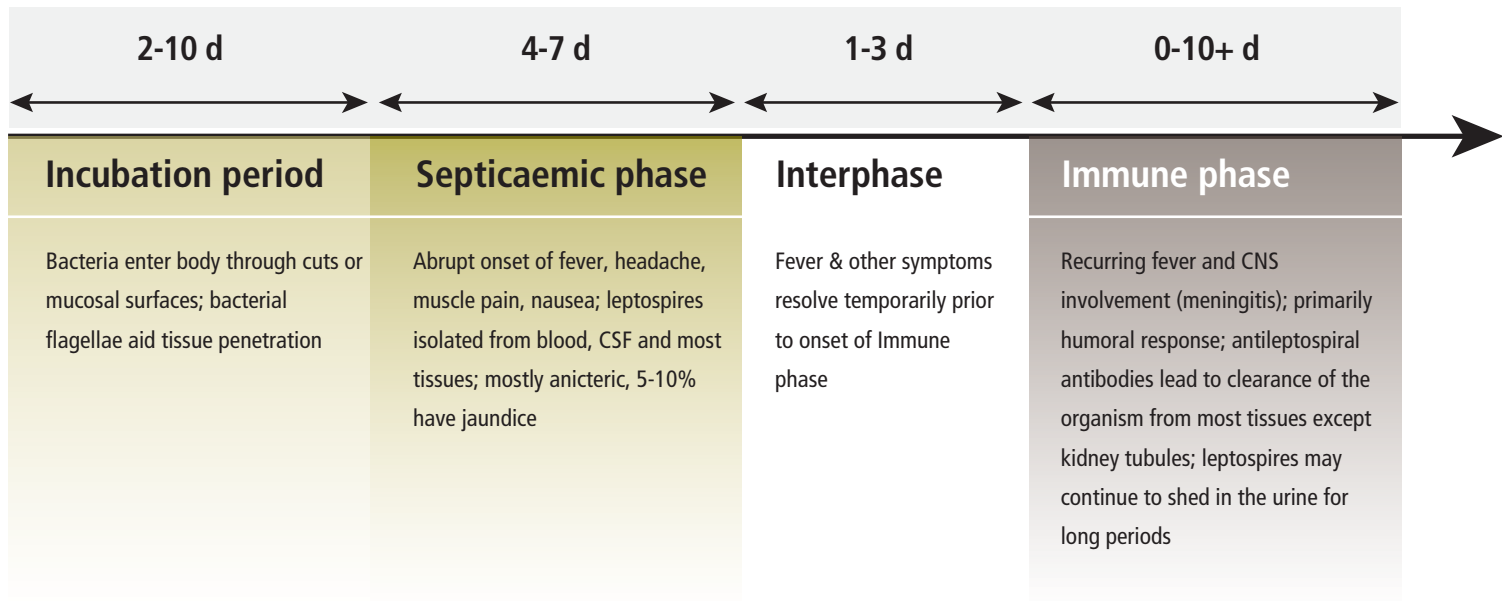 2-10 d
4-7 d
1-3 d
0-10+ d
Incubation period
Bacteria enter body through cuts or
mucosal surfaces; bacterial
flagellae aid tissue penetration
Septicaemic phase
Abrupt onset of fever, headache,
muscle pain, nausea; leptospires
isolated from blood, CSF and most
tissues; mostly anicteric, 5-10%
have jaundice
Interphase
Fever & other symptoms
resolve temporarily prior
to onset of Immune
phase
Immune phase
Recurring fever and CNS
involvement (meningitis); primarily
humoral response; antileptospiral
antibodies lead to clearance of the
organism from most tissues except
kidney tubules; leptospires may
continue to shed in the urine for
long periods